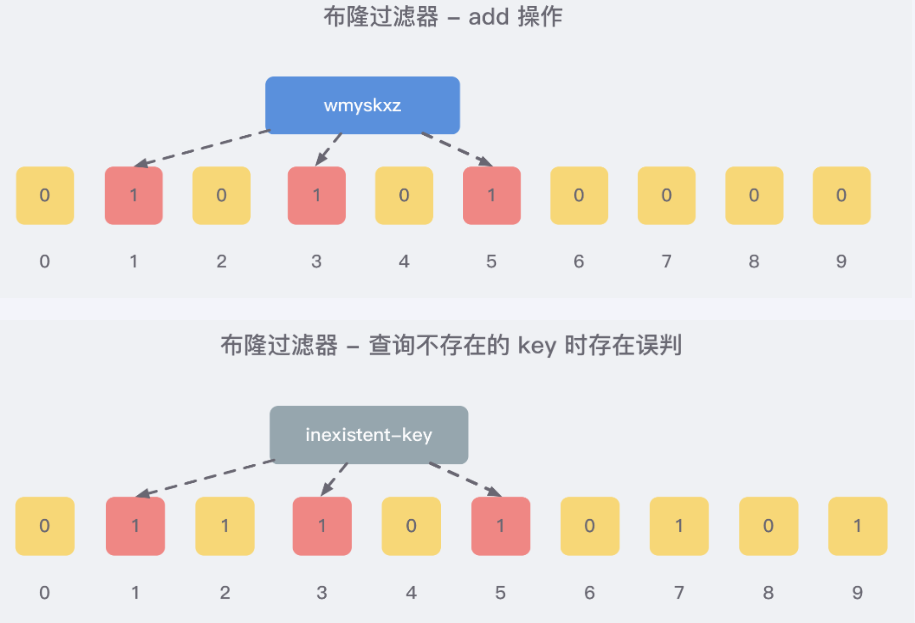 布隆过滤器 – add 操作
wmyskxz
0 1 0 1 0 1 0 0 0 0
0 1 2 3 4 5 6 7 8 9
布隆过滤器 – 查询不存在的 key 时存在误判
inexistent-key
0 1 1 1 0 1 0 1 0 1
0 1 2 3 4 5 6 7 8 9